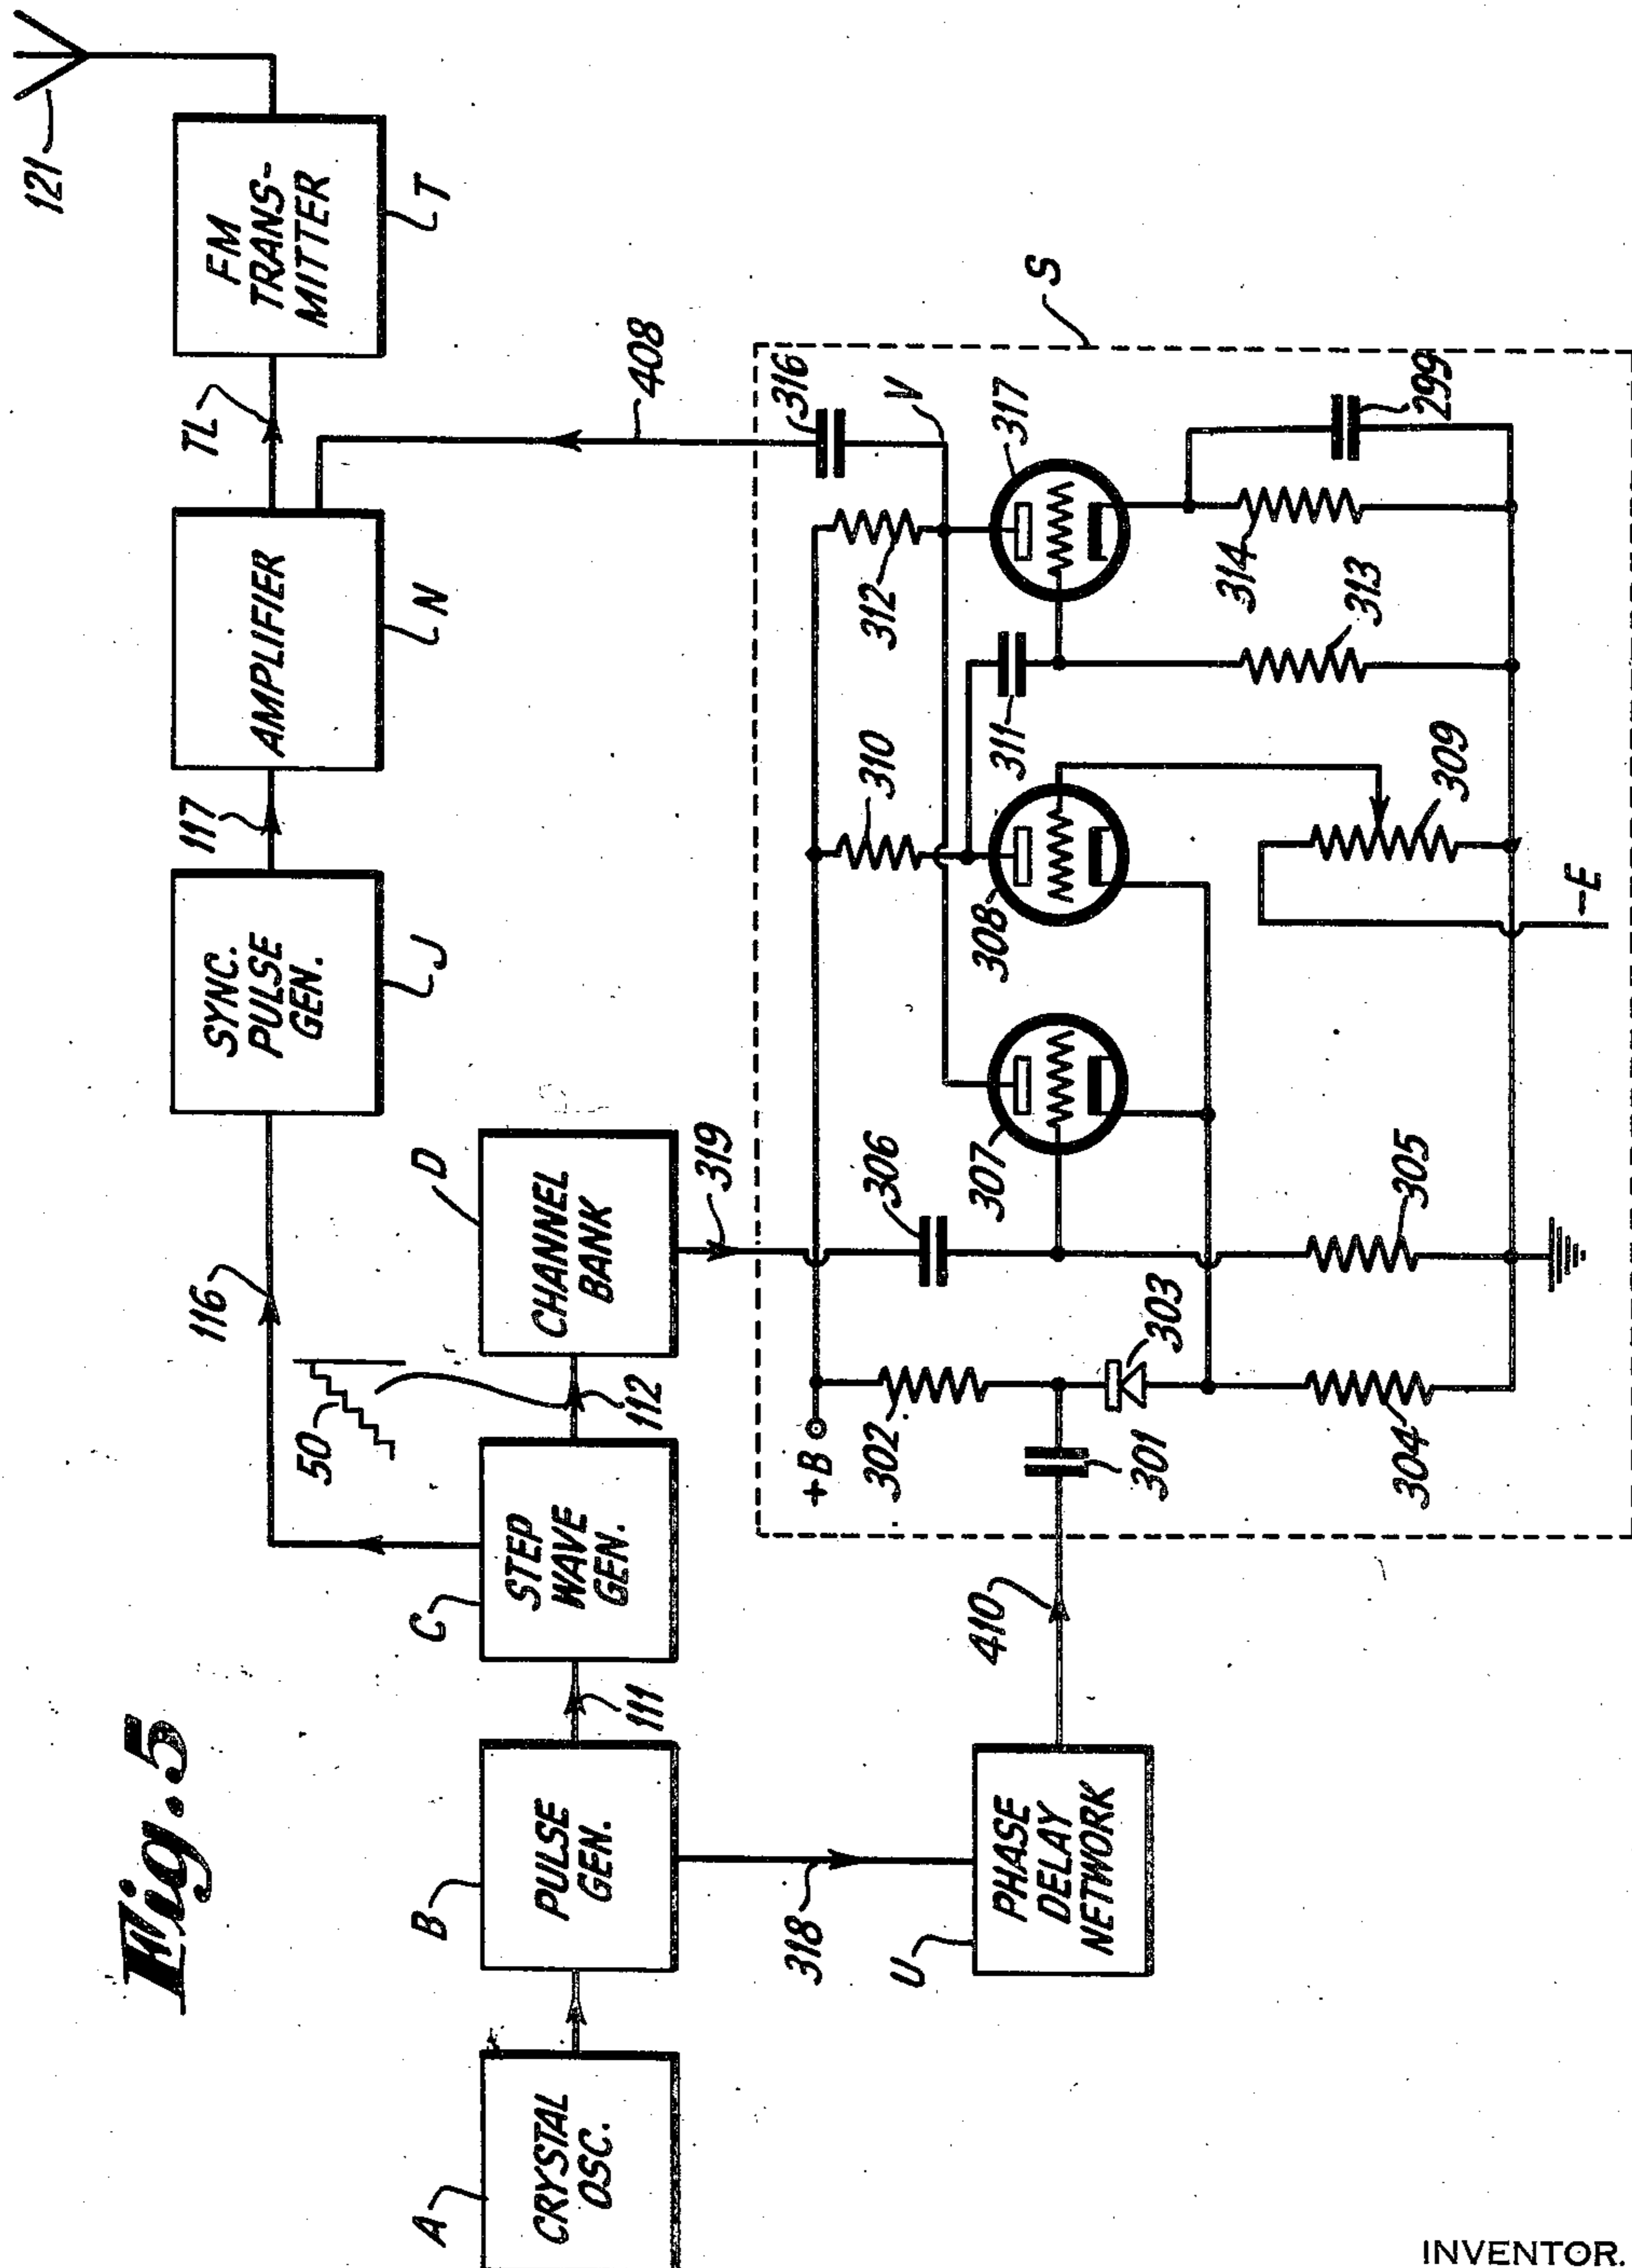 Fig. 5
A
CRYSTAL
OSC.
B
PULSE
GEN.
111
C
STEP
WAVE
GEN.
50
112
D
CHANNEL
BANK
319
116
SYNC.
PULSE
GEN.
J
117
AMPLIFIER
N
TL
FM
TRANS-
MITTER
T
121
408
318
U
PHASE
DELAY
NETWORK
410
S
+B
302
301
303
304
306
305
307
308
310
311
309
-E
312
313
314
316
V
317
299
INVENTOR.